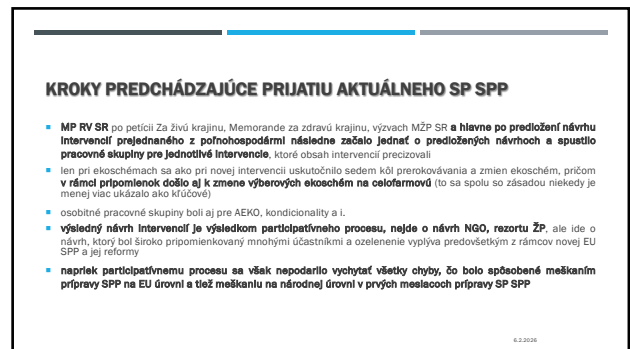 KROKY PREDCHÁDZAJÚCE PRIJATIU AKTUÁLNEHO SP SPP
MP RV SR po petícii Za živú krajinu, Memorande za zdravú krajinu, výzvach MŽP SR a hlavne po predložení návrhu
intervencií prejednaného z poľnohospodármi následne začalo jednať o predložených návrhoch a spustilo
pracovné skupiny pre jednotlivé intervencie, ktoré obsah intervencií precizovali
len pri ekoschémach sa ako pri novej intervencii uskutočnilo sedem kôl prerokovávania a zmien ekoschém, pričom
v rámci pripomienok došlo aj k zmene výberových ekoschém na celofarmovú (to sa spolu so zásadou niekedy je
menej viac ukázalo ako kľúčové)
osobitné pracovné skupiny boli aj pre AEKO, kondicionality a i.
výsledný návrh intervencií je výsledkom participatívneho procesu, nejde o návrh NGO, rezortu ŽP, ale ide o
návrh, ktorý bol široko pripomienkovaný mnohými účastníkmi a ozelenenie vyplýva predovšetkým z rámcov novej EU
SPP a jej reformy
napriek participatívnemu procesu sa však nepodarilo vychytať všetky chyby, čo bolo spôsobené meškaním
prípravy SPP na EU úrovni a tiež meškaniu na národnej úrovni v prvých mesiacoch prípravy SP SPP
6.2.2026